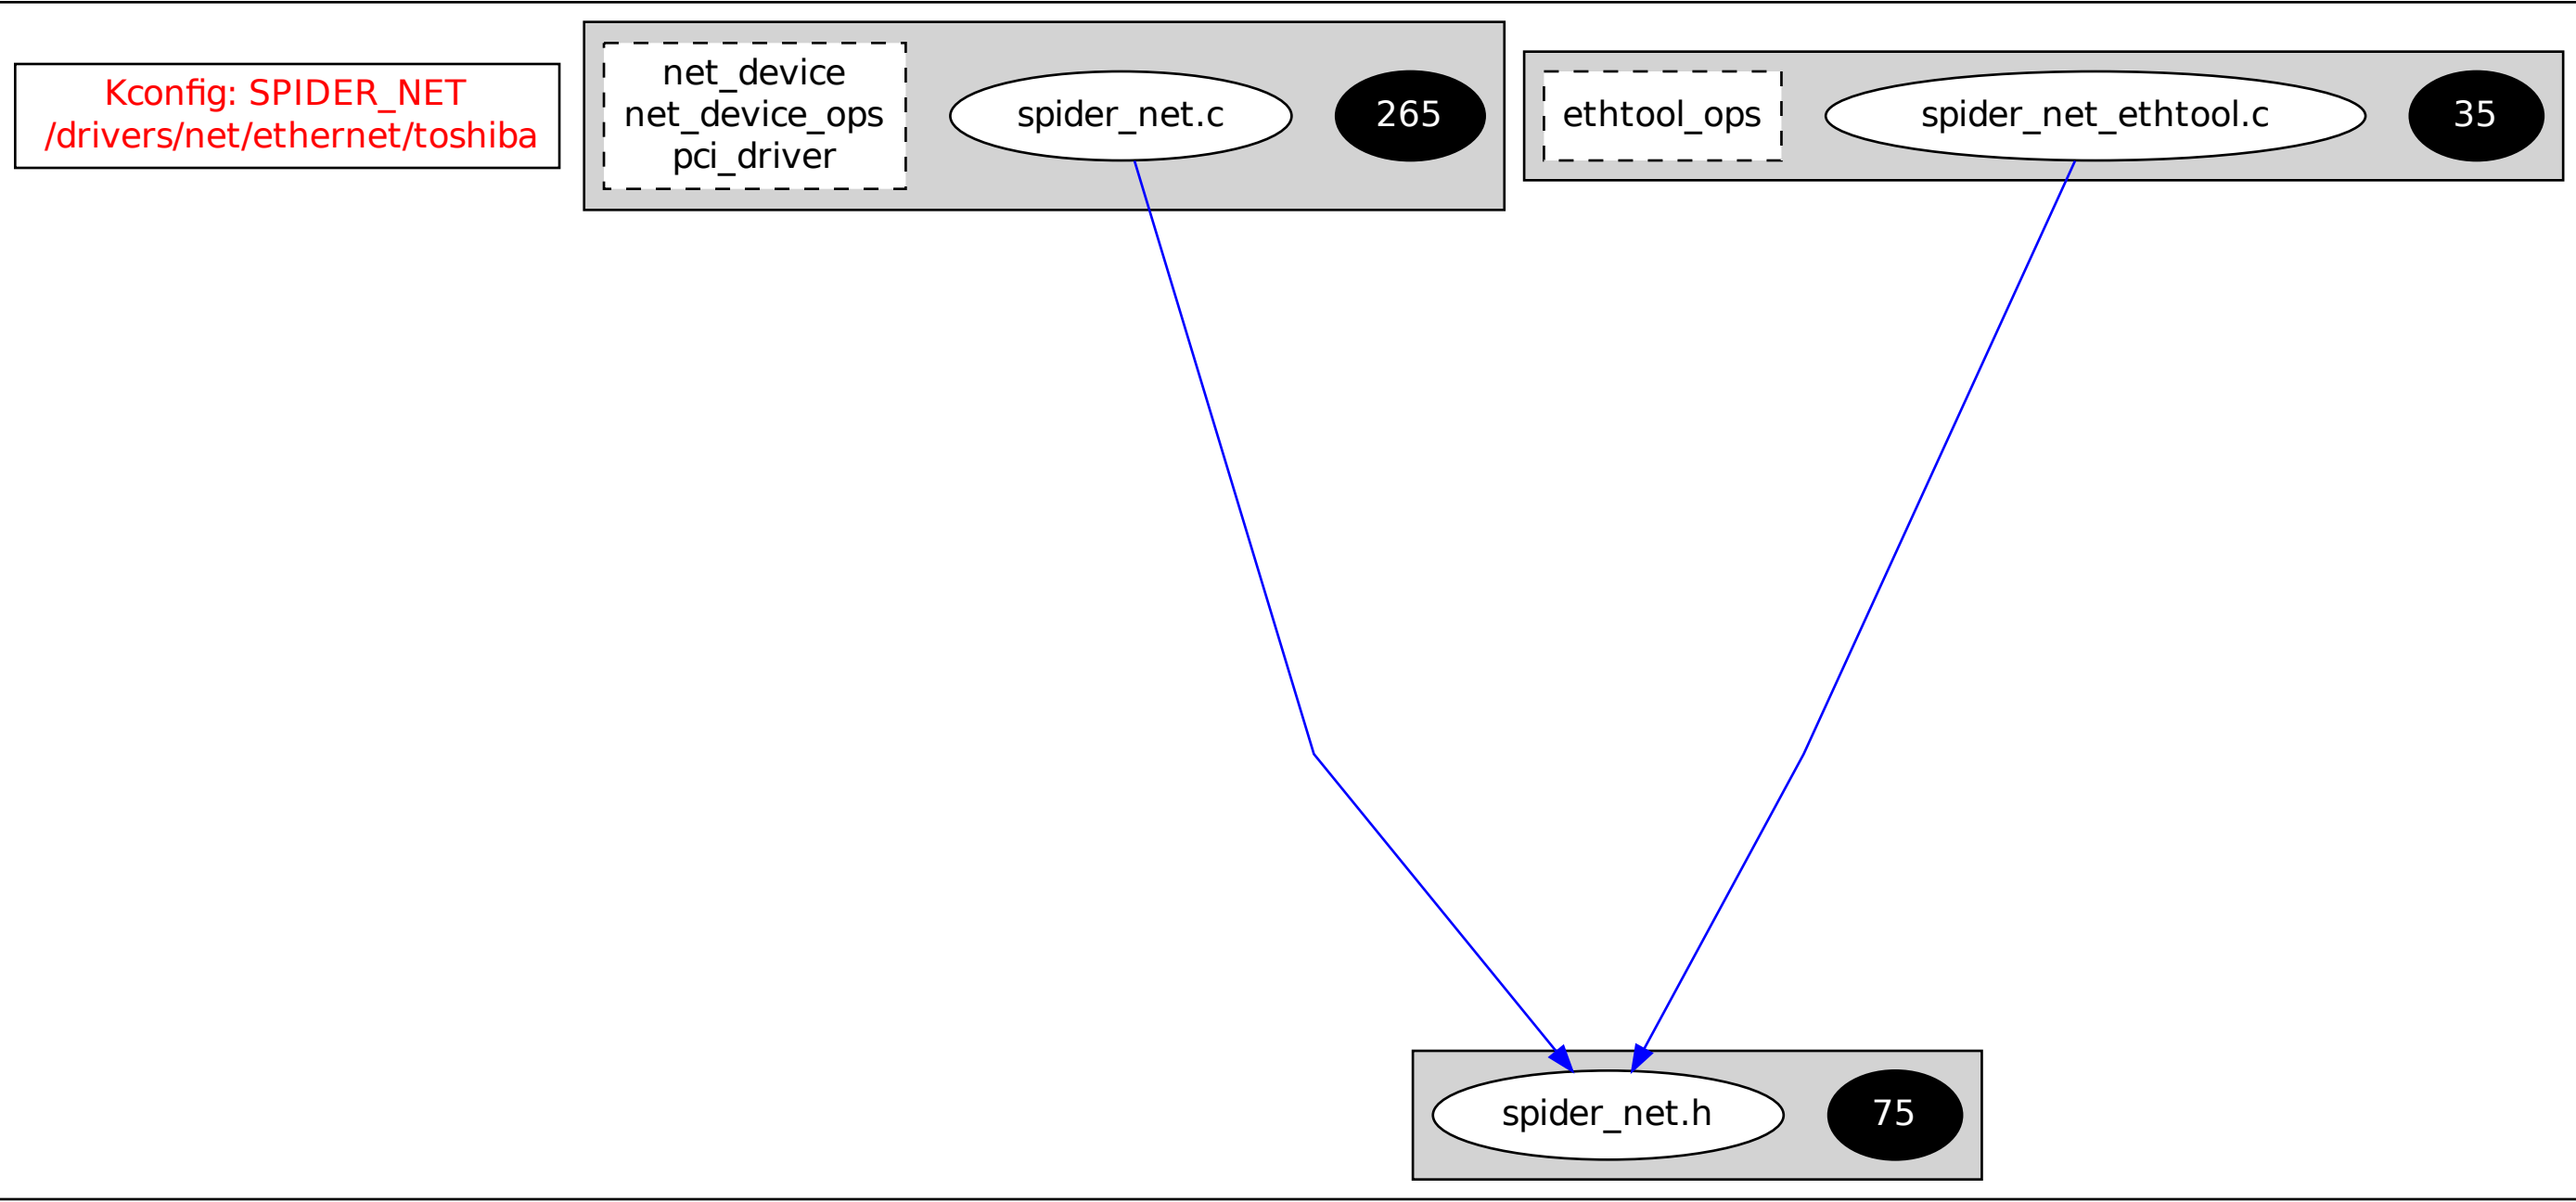 Kconfig: SPIDER_NET
/drivers/net/ethernet/toshiba
net_device
net_device_ops
pci_driver
spider_net.c
265
ethtool_ops
spider_net_ethtool.c
35
spider_net.h
75